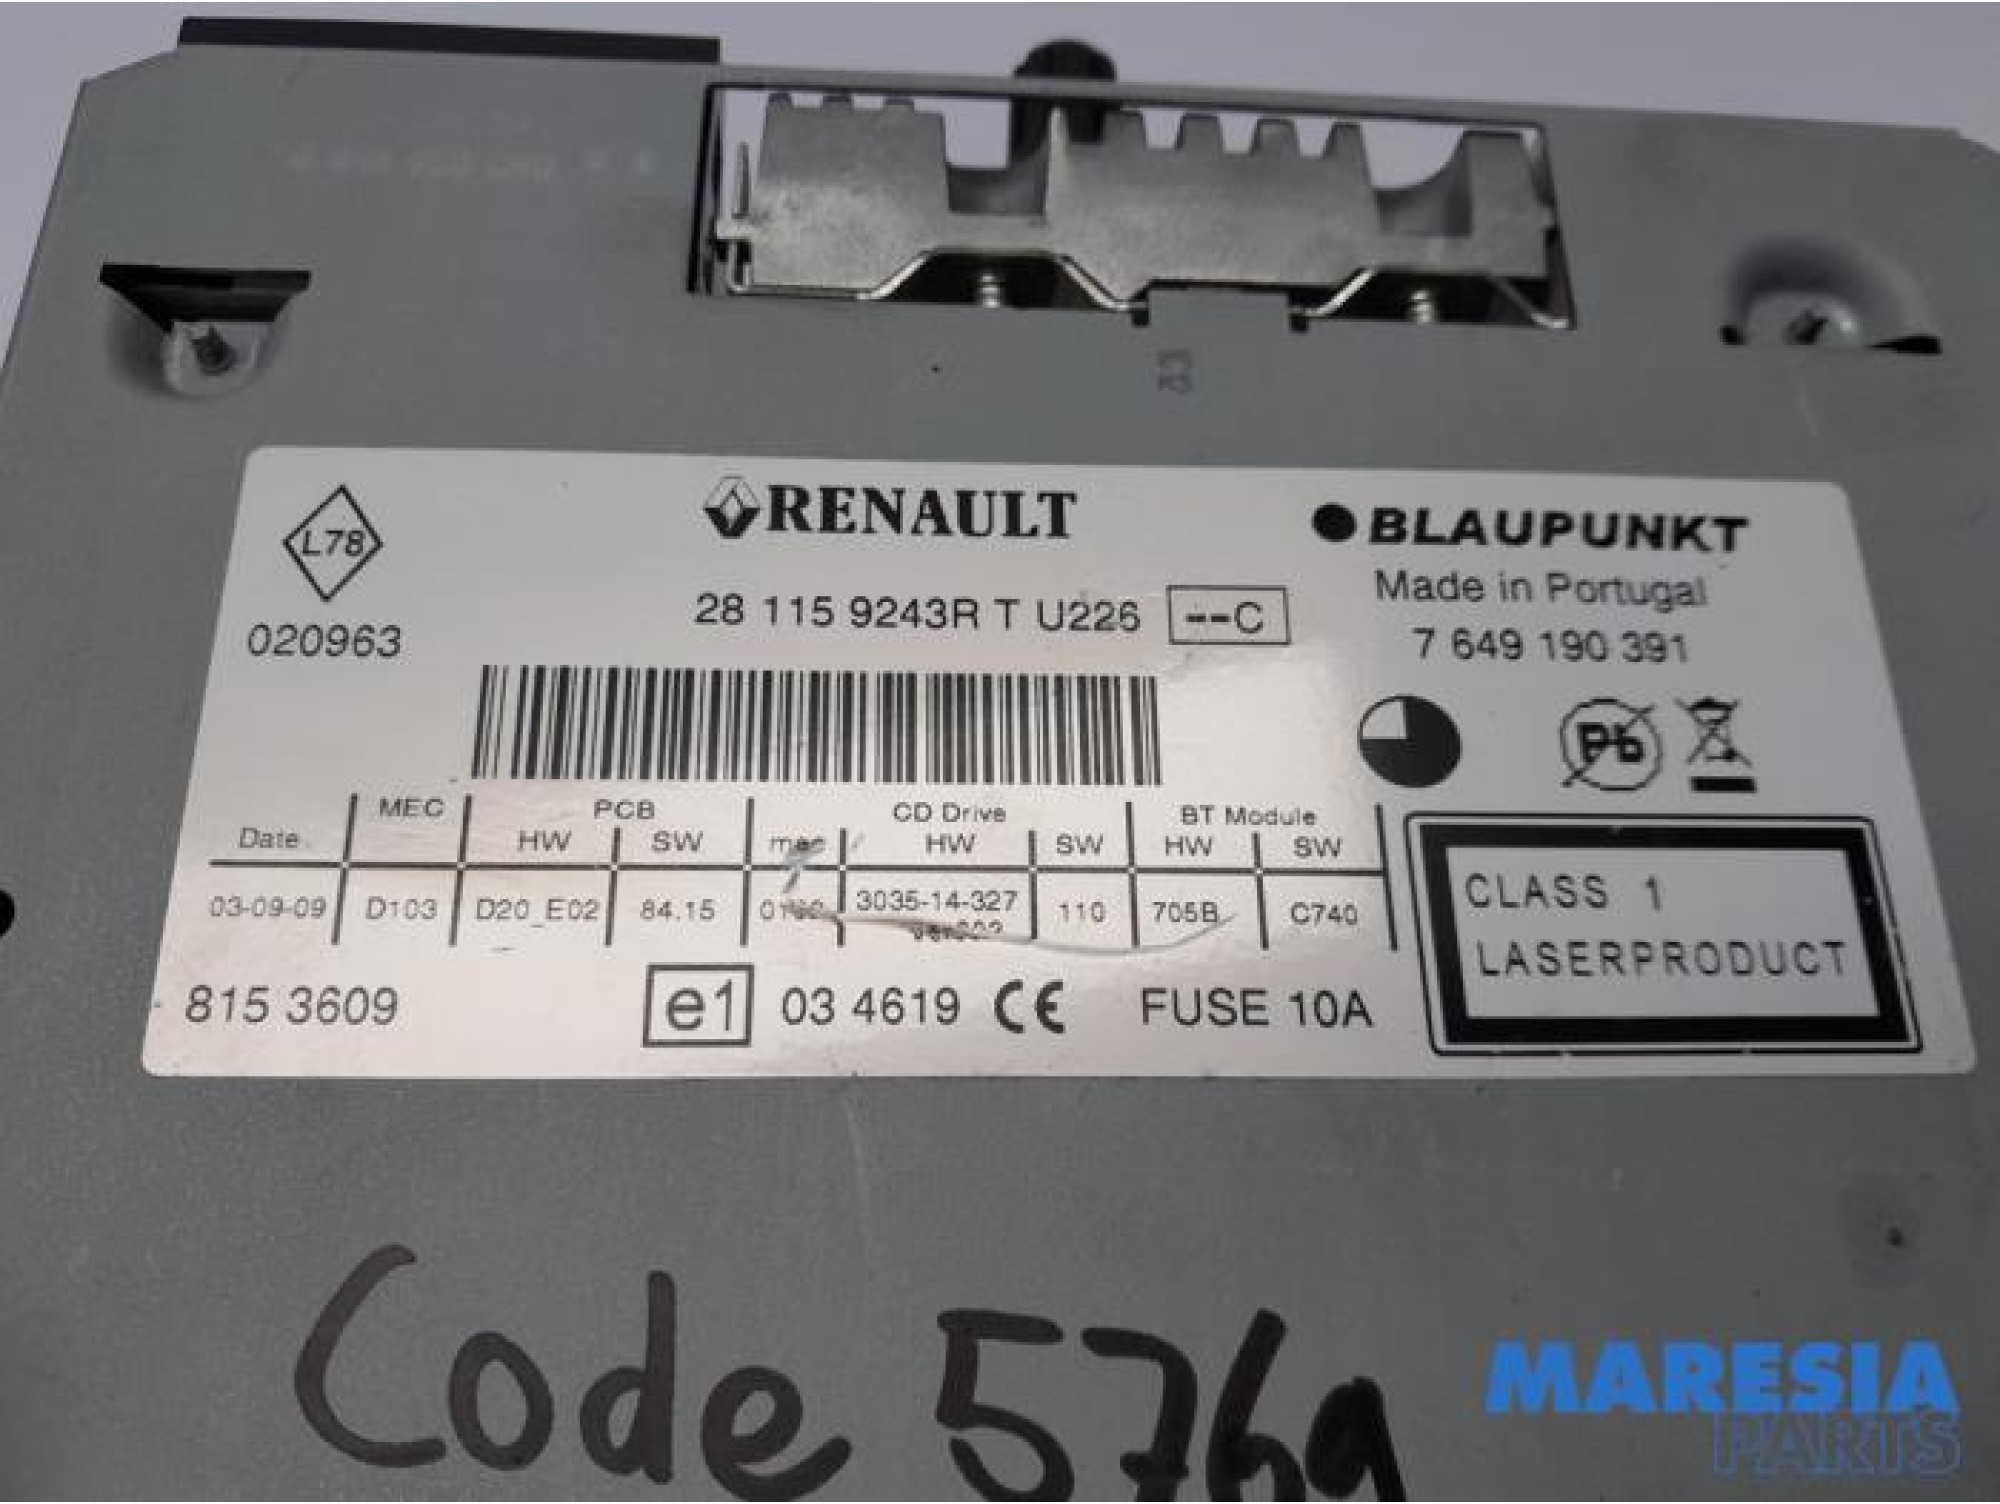 L78
RENAULT
BLAUPUNKT
Made in Portugal
020963
28 115 9243R T U226 --C
7 649 190 391
Pb
MEC PCB CD Drive BT Module
Date HW SW mec HW SW HW SW
03-09-09 D103 D20_E02 84.15 3035-14-327 110 705B C740
CLASS 1
LASERPRODUCT
815 3609 e1 03 4619 CE FUSE 10A
Code 5769
MARESIA
PARTS